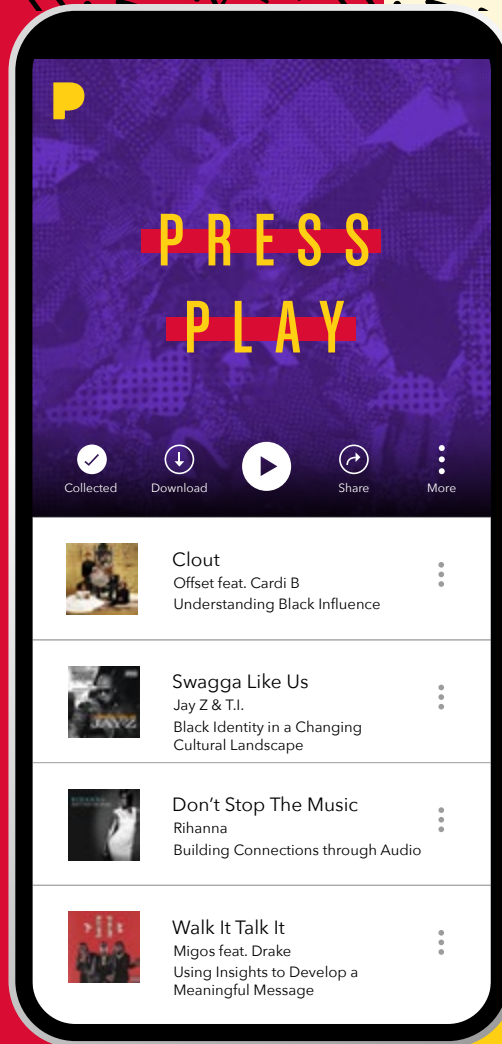 P
PRESS
PLAY
Collected Download Share More
Clout
Offset feat. Cardi B
Understanding Black Influence
Swagga Like Us
Jay Z & T.I.
Black Identity in a Changing
Cultural Landscape
JAY Z
Don’t Stop The Music
Rihanna
Building Connections through Audio
RIHANNA
Walk It Talk It
Migos feat. Drake
Using Insights to Develop a
Meaningful Message